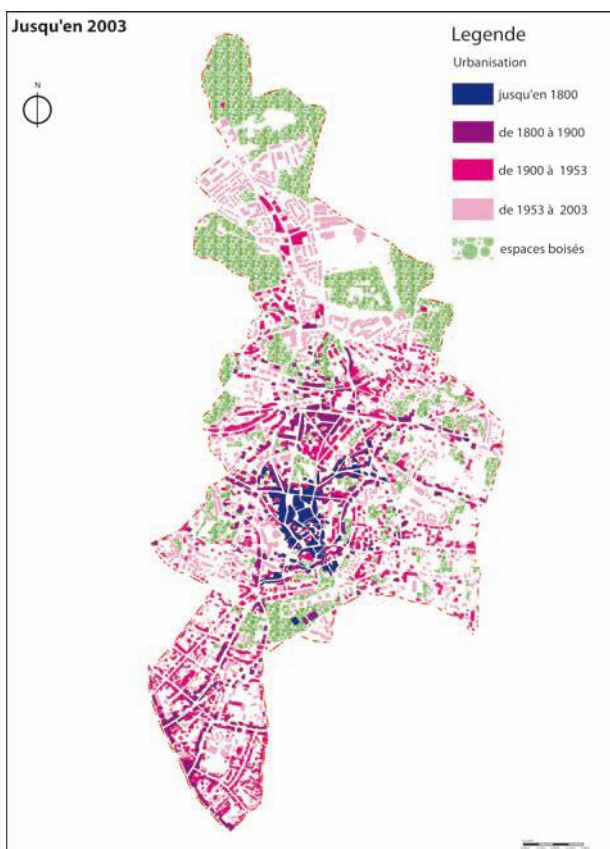 Jusqu'en 2003
N
Legende
Urbanisation
jusqu'en 1800
de 1800 à 1900
de 1900 à 1953
de 1953 à 2003
espaces boisés